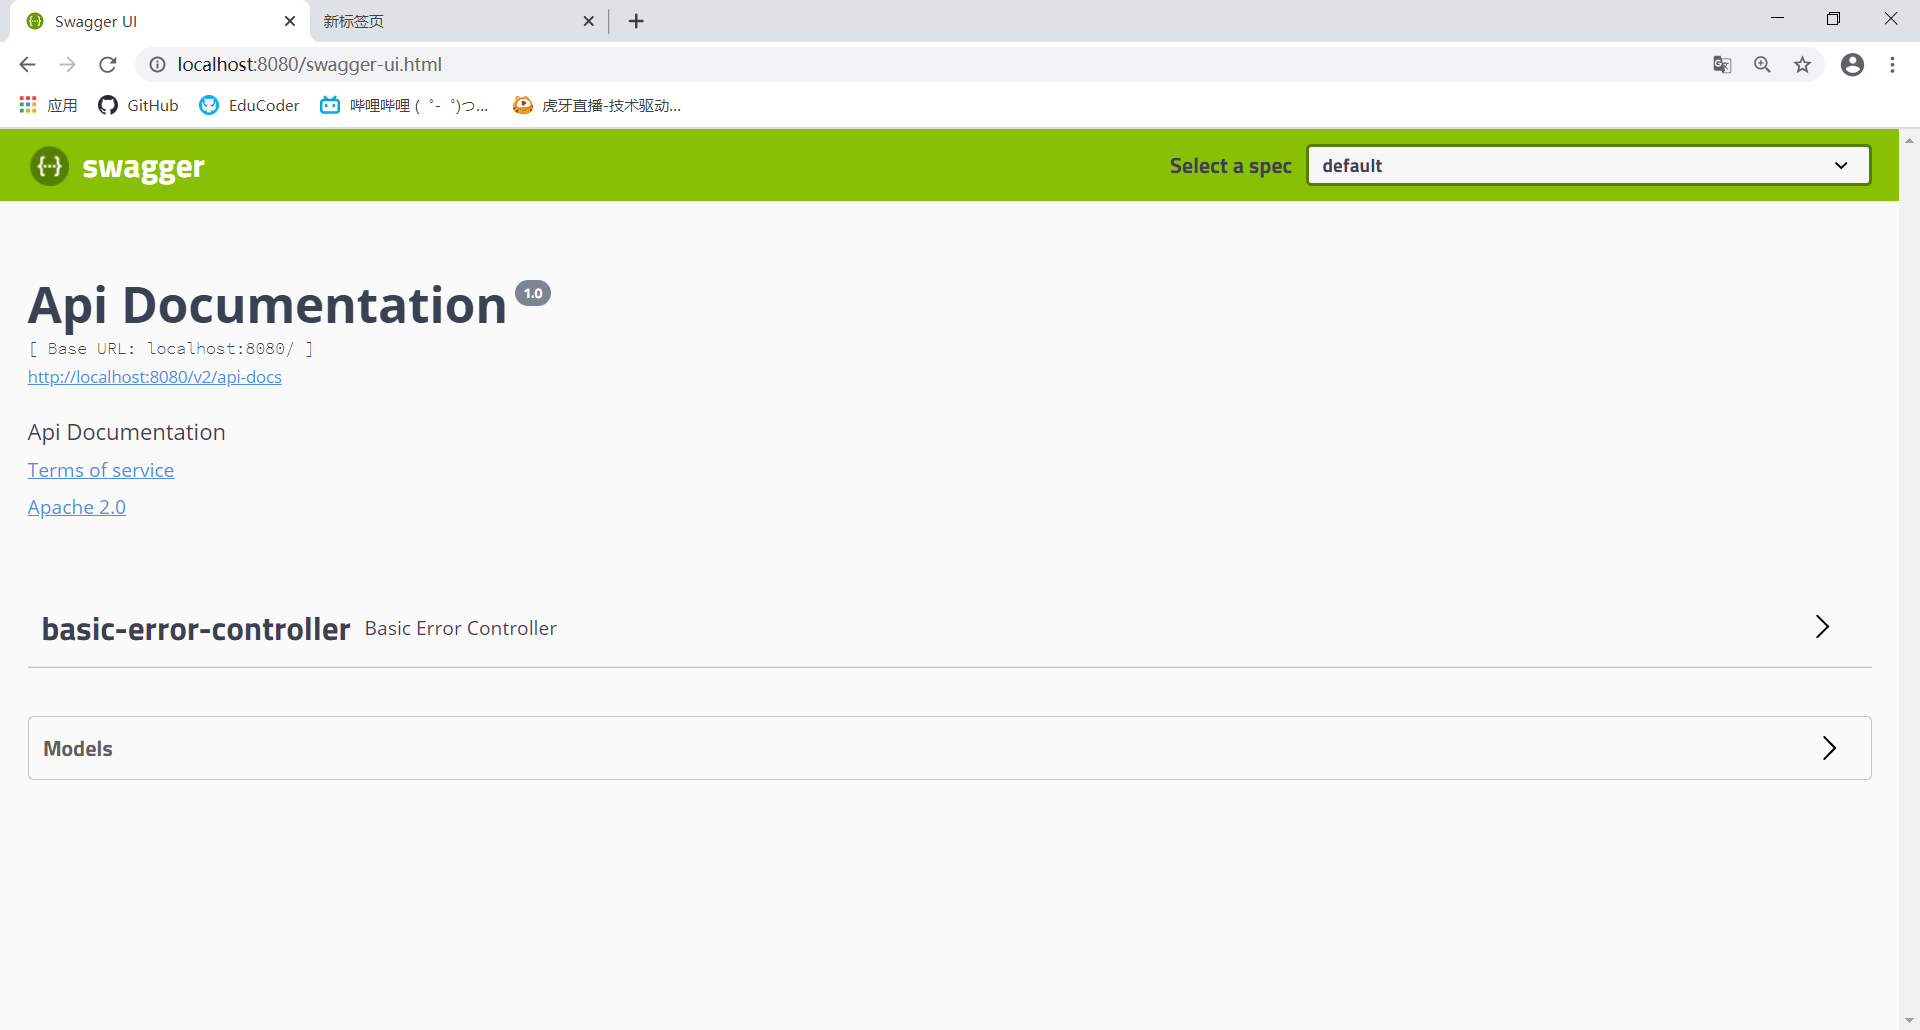 Swagger UI
新标签页
localhost:8080/swagger-ui.html
应用
GitHub
EduCoder
哔哩哔哩 (゜-゜)つ...
虎牙直播-技术驱动...
swagger
Select a spec
default
Api Documentation 1.0
[ Base URL: localhost:8080/ ]
http://localhost:8080/v2/api-docs
Api Documentation
Terms of service
Apache 2.0
basic-error-controller Basic Error Controller
Models